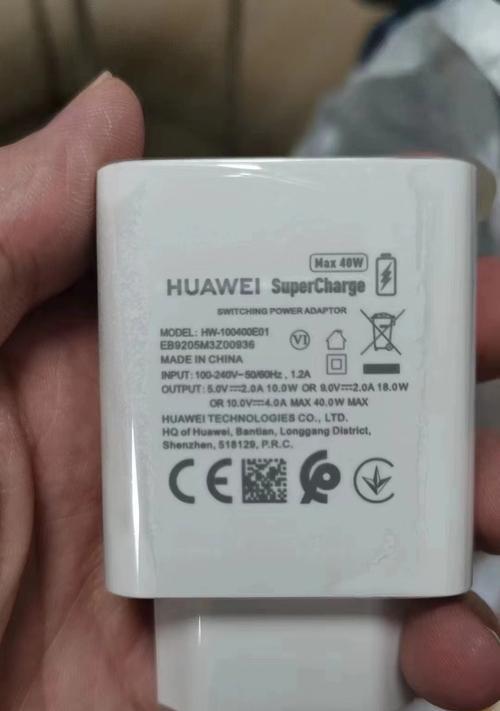 Max 40W
HUAWEI SuperCharge
SWITCHING POWER ADAPTOR
MODEL: HW-100400E01
EB9205M3Z00936
VI
MADE IN CHINA
INPUT: 100-240V~50/60Hz , 1.2A
OUTPUT: 5.0V⎓2.0A 10.0W OR 9.0V⎓2.0A 18.0W
OR 10.0V⎓4.0A MAX 40.0W MAX
HUAWEI TECHNOLOGIES CO., LTD.
HQ of Huawei, Bantian, Longgang District,
Shenzhen, 518129, P.R.C.
CE